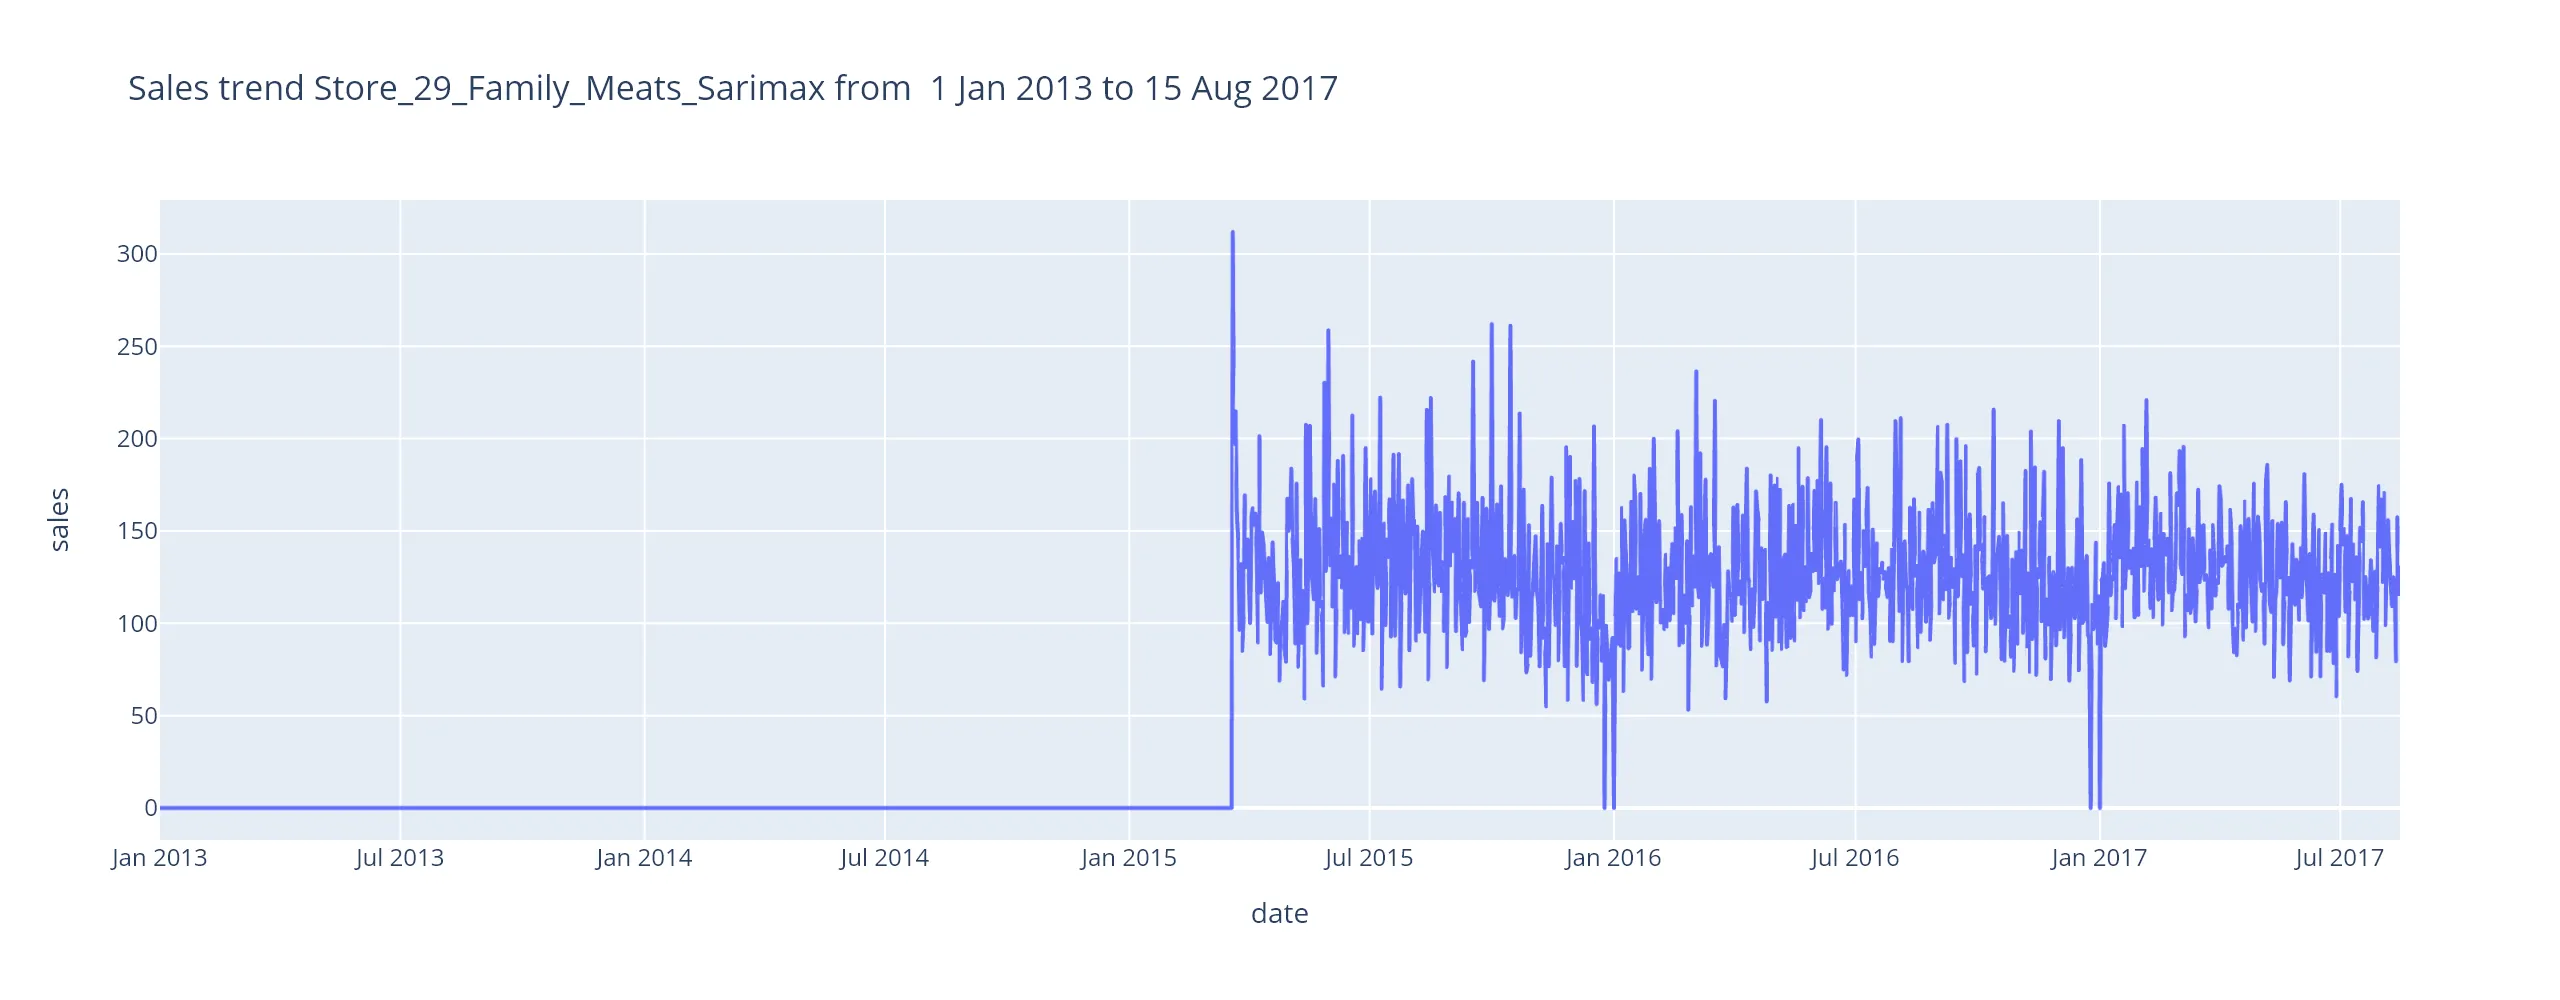 Sales trend Store_29_Family_Meats_Sarimax from  1 Jan 2013 to 15 Aug 2017
300
250
200
150
100
50
0
sales
Jan 2013 Jul 2013 Jan 2014 Jul 2014 Jan 2015 Jul 2015 Jan 2016 Jul 2016 Jan 2017 Jul 2017
date